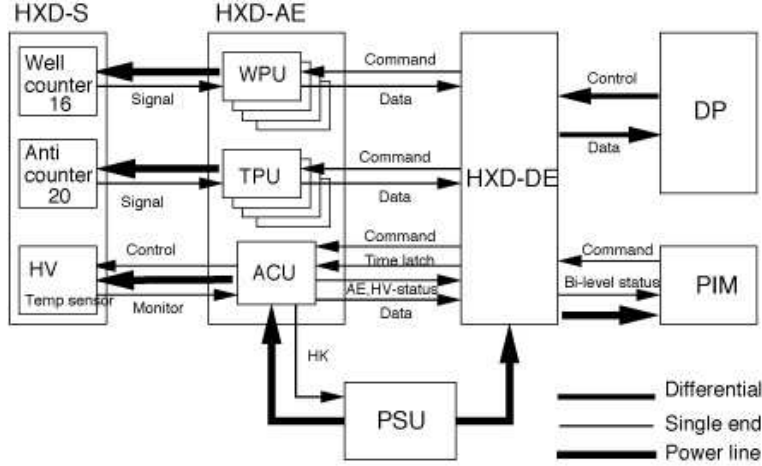 HXD-S
HXD-AE
Well
counter
16
Signal
WPU
Command
Data
Control
Data
DP
Anti
counter
20
Signal
TPU
Command
Data
HXD-DE
HV
Temp sensor
Control
Monitor
ACU
Command
Time latch
AE,HV-status
Data
Command
Bi-level status
PIM
HK
PSU
Differential
Single end
Power line